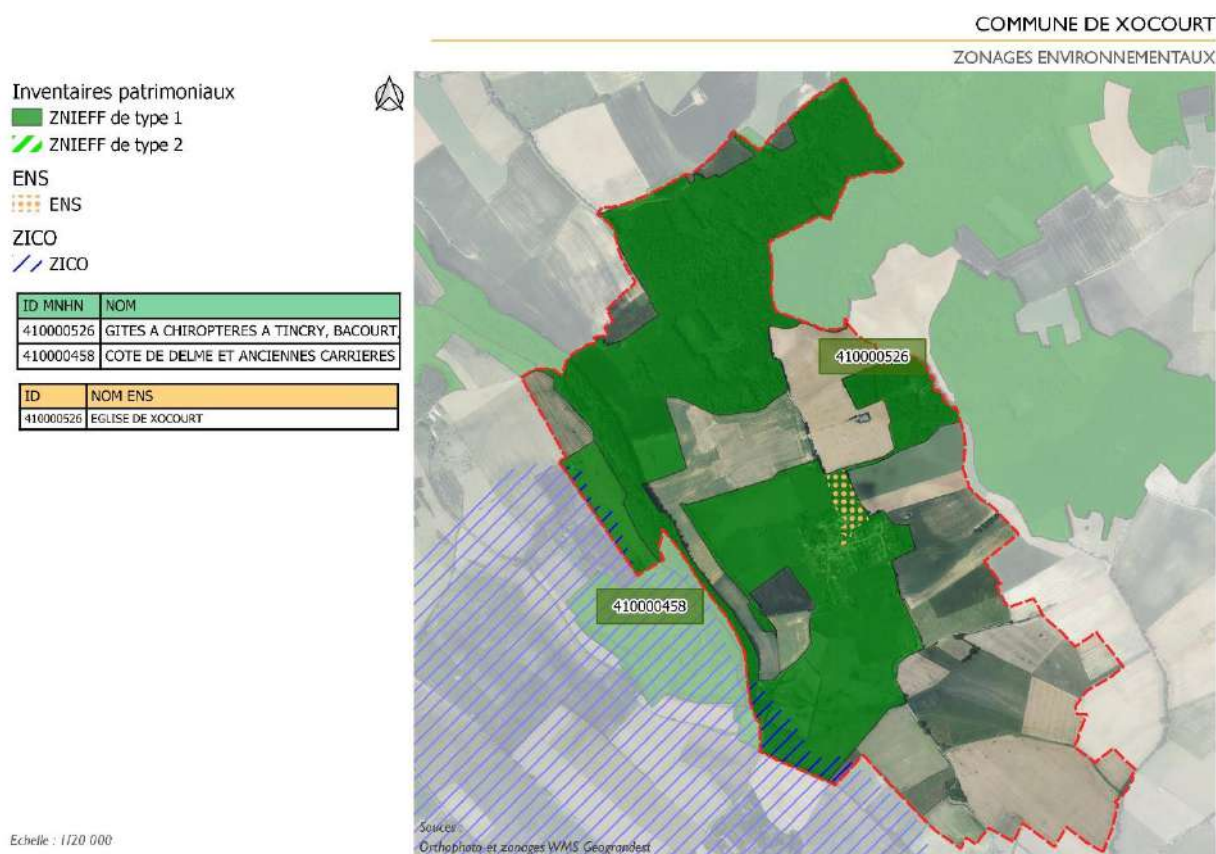 COMMUNE DE XOCOURT
ZONAGES ENVIRONNEMENTAUX
Inventaires patrimoniaux
ZNIEFF de type 1
ZNIEFF de type 2
ENS
ENS
ZICO
ZICO
ID MNHN NOM
410000526 GITES A CHIROPTERES A TINCRY, BACOURT,
410000458 COTE DE DELME ET ANCIENNES CARRIERES
ID NOM ENS
410000526 EGLISE DE XOCOURT
410000526
410000458
Echelle : 1/20 000
Sources :
Orthophoto et zonages WMS Geograndest